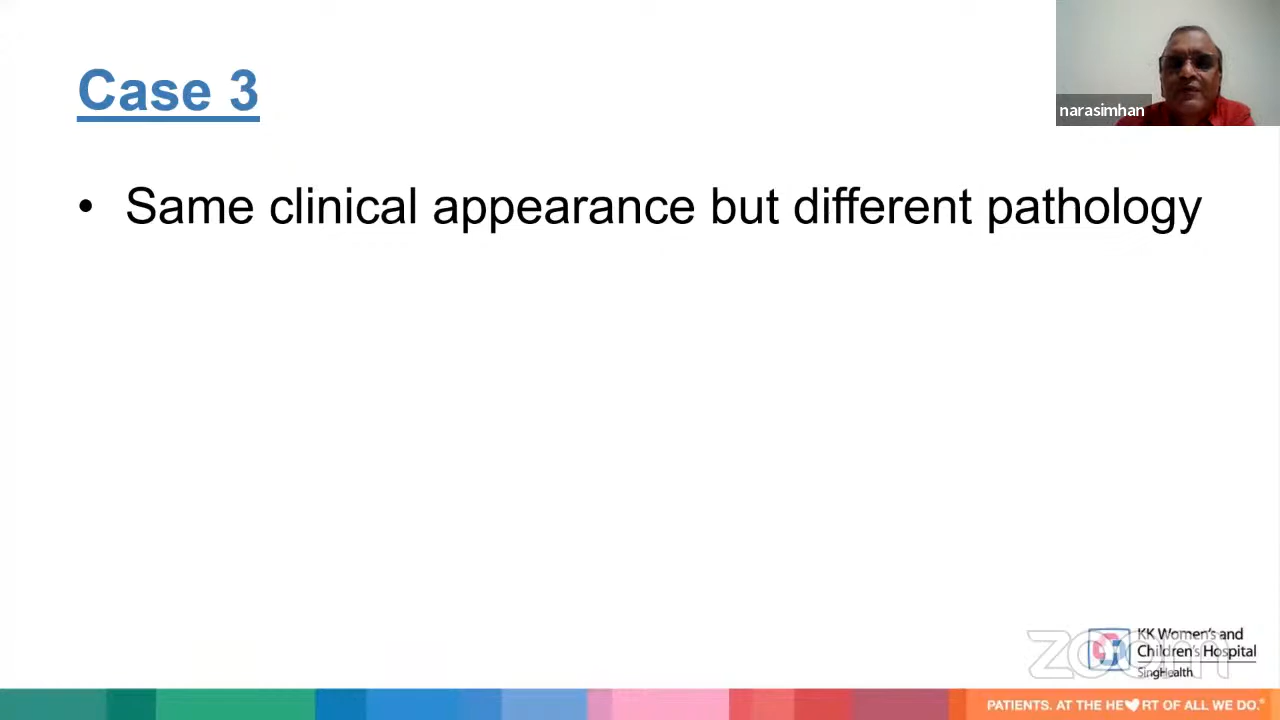 Case 3
narasimhan
• Same clinical appearance but different pathology
zoom
KK Women's and
Children's Hospital
SingHealth
PATIENTS. AT THE HE♥RT OF ALL WE DO.®